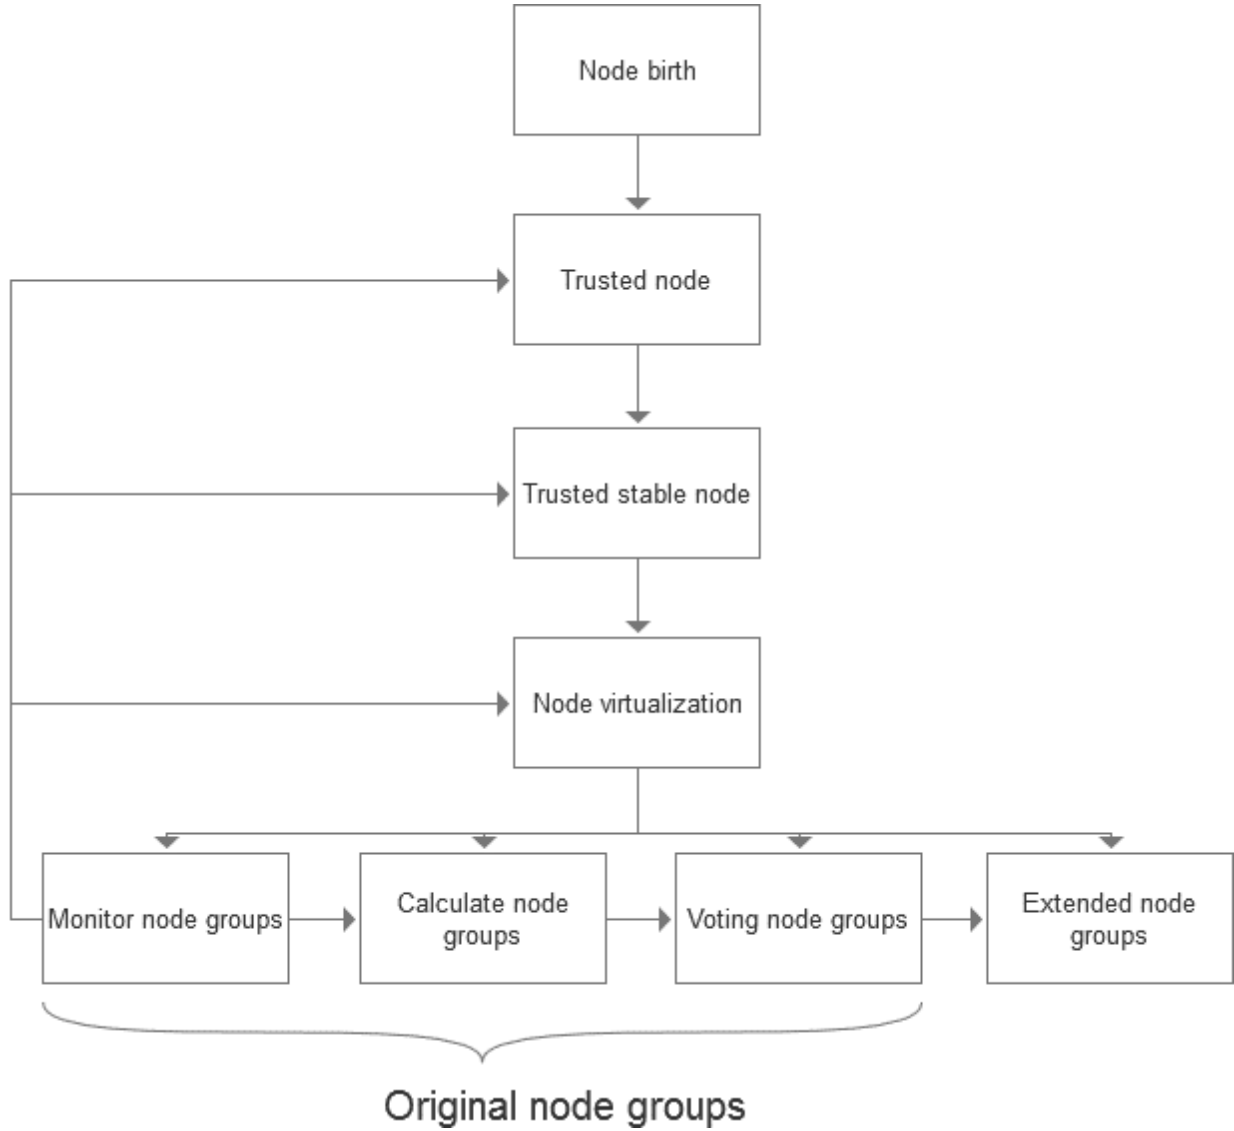 Node birth
Trusted node
Trusted stable node
Node virtualization
Monitor node groups
Calculate node
groups
Voting node groups
Extended node
groups
Original node groups